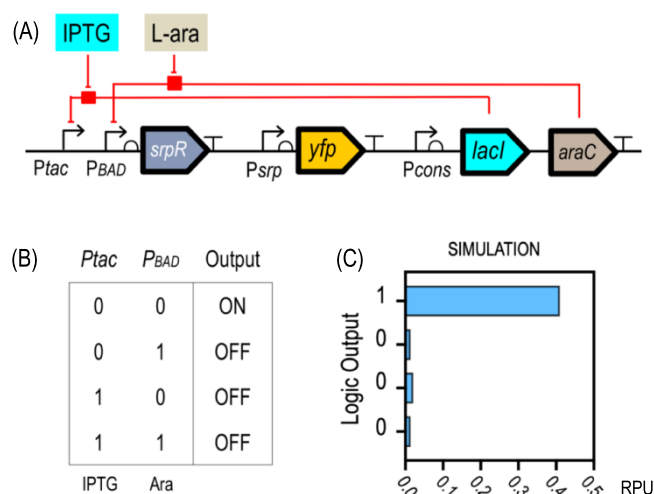 (A)
IPTG
L-ara
Ptac
PBAD
srpR
Psrp
yfp
Pcons
lacI
araC
(B)
Ptac PBAD Output
0 0 ON
0 1 OFF
1 0 OFF
1 1 OFF
IPTG Ara
(C)
SIMULATION
Logic Output
1
0
0
0
0.0 0.1 0.2 0.3 0.4 0.5
RPU